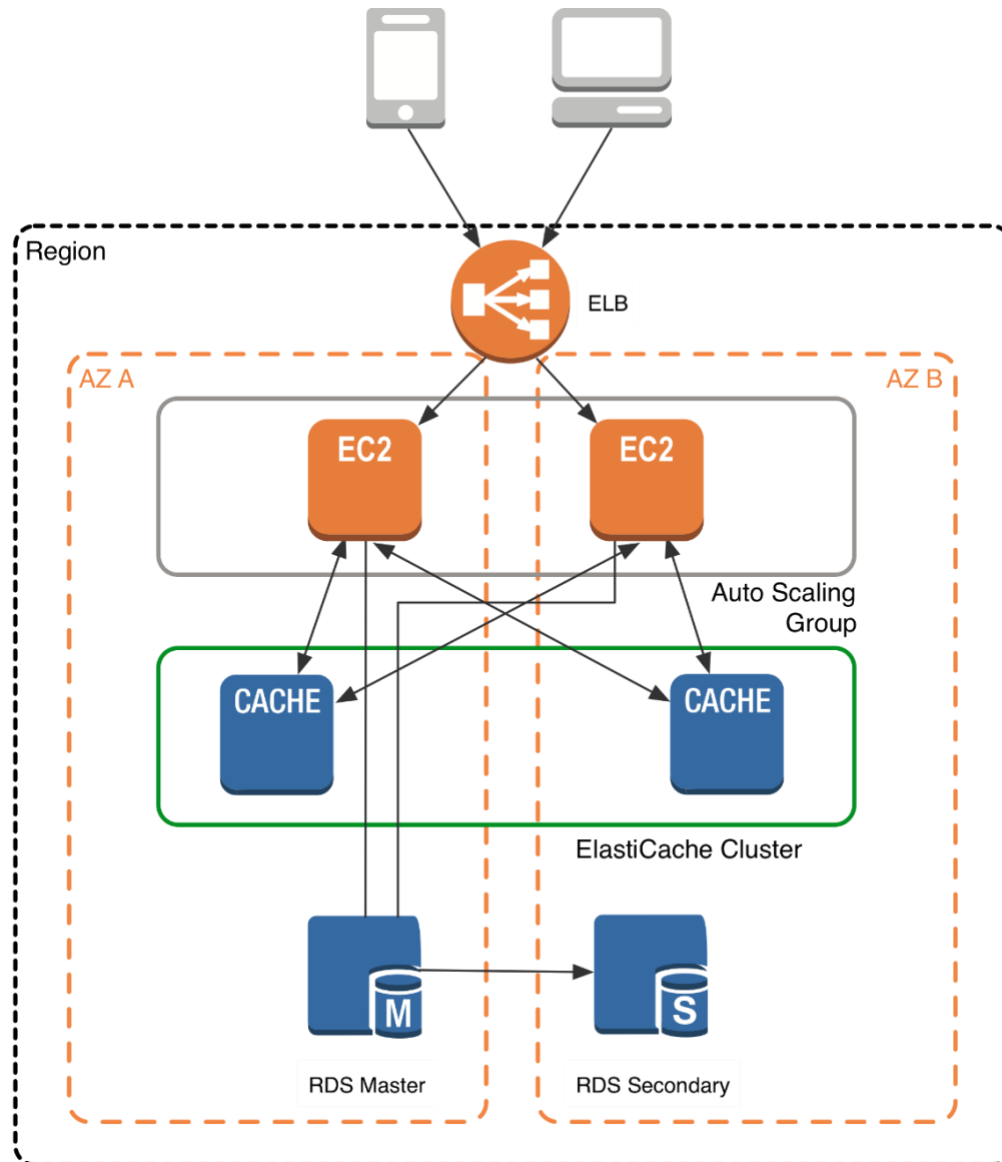 Region
ELB
AZ A
AZ B
EC2
EC2
Auto Scaling
Group
CACHE
CACHE
ElastiCache Cluster
M
S
RDS Master
RDS Secondary